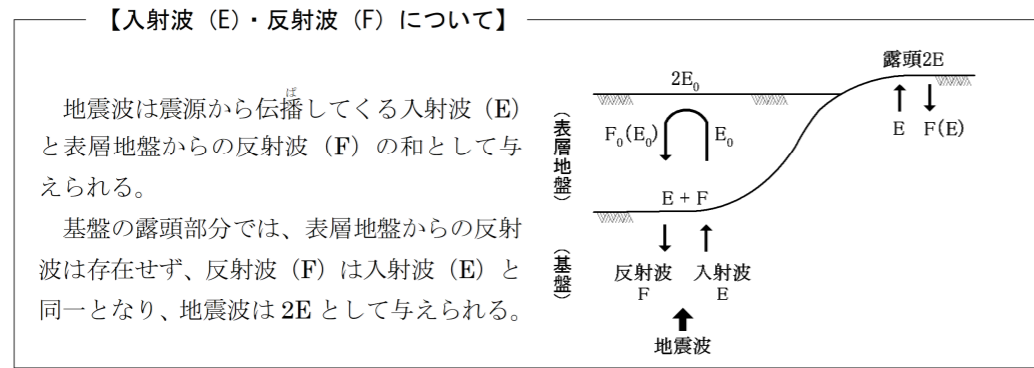 【入射波（E）・反射波（F）について】
地震波は震源から伝播してくる入射波（E）
ぱ
と表層地盤からの反射波（F）の和として与
えられる。
基盤の露頭部分では、表層地盤からの反射
波は存在せず、反射波（F）は入射波（E）と
同一となり、地震波は 2E として与えられる。
露頭2E
2E₀
E
F(E)
F₀(E₀)
E₀
（表層地盤）
E + F
（基盤）
反射波
F
入射波
E
地震波